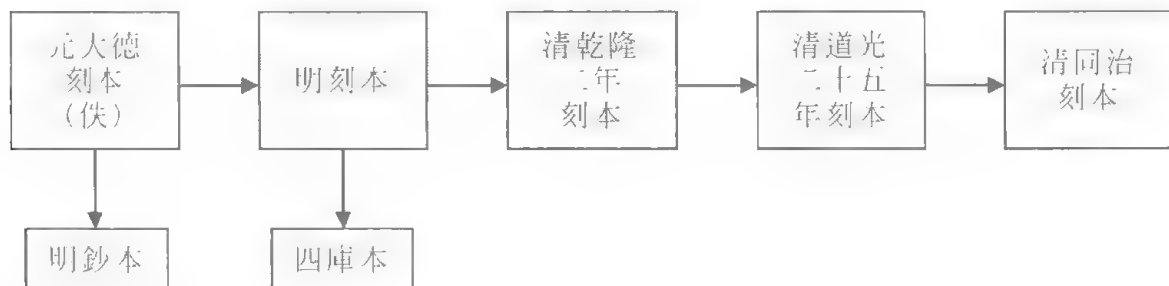 元大德
刻本
（佚）
明刻本
清乾隆
二年
刻本
清道光
二十五
年刻本
清同治
刻本
明鈔本
四庫本